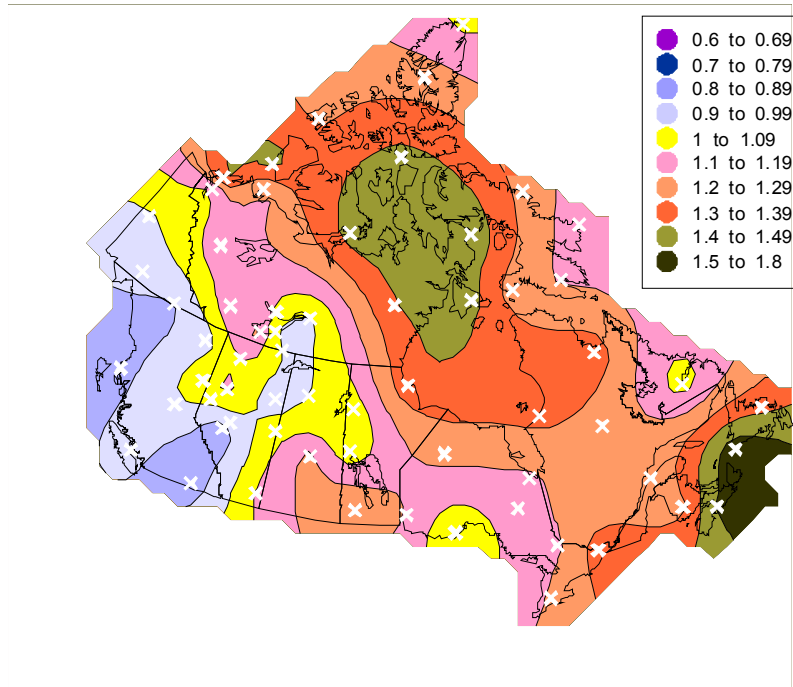 0.6 to 0.69
0.7 to 0.79
0.8 to 0.89
0.9 to 0.99
1 to 1.09
1.1 to 1.19
1.2 to 1.29
1.3 to 1.39
1.4 to 1.49
1.5 to 1.8